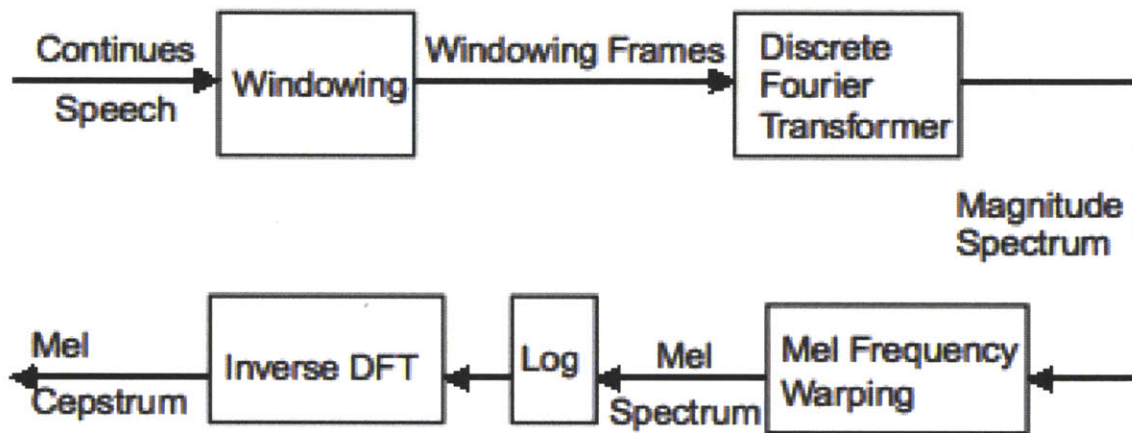 Continues
Speech
Windowing
Windowing Frames
Discrete
Fourier
Transformer
Magnitude
Spectrum
Mel Frequency
Warping
Mel
Spectrum
Log
Inverse DFT
Mel
Cepstrum